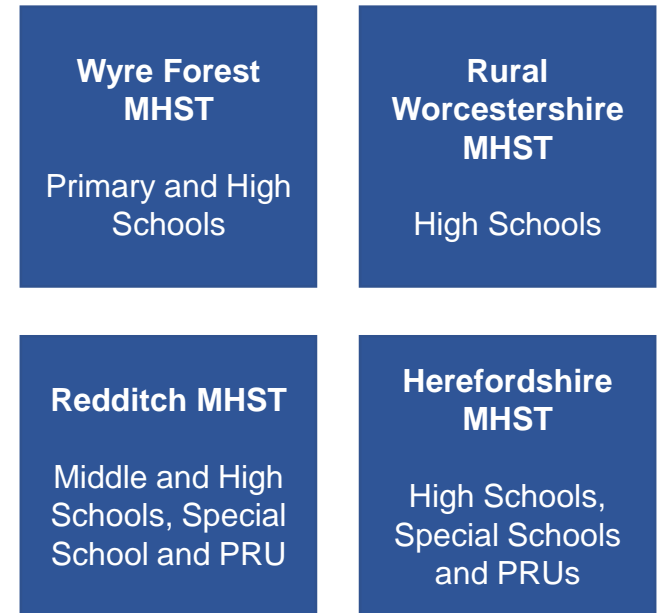 Wyre Forest
MHST
Primary and High
Schools
Rural
Worcestershire
MHST
High Schools
Redditch MHST
Middle and High
Schools, Special
School and PRU
Herefordshire
MHST
High Schools,
Special Schools
and PRUs